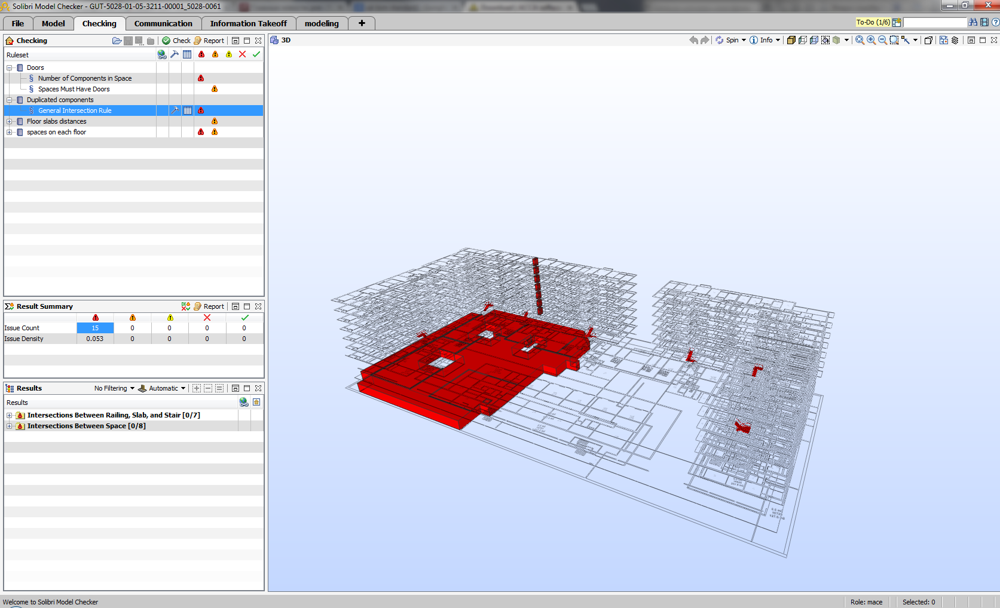 Solibri Model Checker - GUT-5028-01-05-3211-00001_5028-0061
File Model Checking Communication Information Takeoff modeling +
To-Do (1/6)
Checking Check Report
Ruleset
Doors
§ Number of Components in Space
§ Spaces Must Have Doors
Duplicated components
§ General Intersection Rule
Floor slabs distances
spaces on each floor
Result Summary Report
Issue Count 15 0 0 0 0
Issue Density 0.053 0 0 0 0
Results No Filtering Automatic
Results
Intersections Between Railing, Slab, and Stair [0/7]
Intersections Between Space [0/8]
3D Spin Info
Welcome to Solibri Model Checker
Role: mace Selected: 0